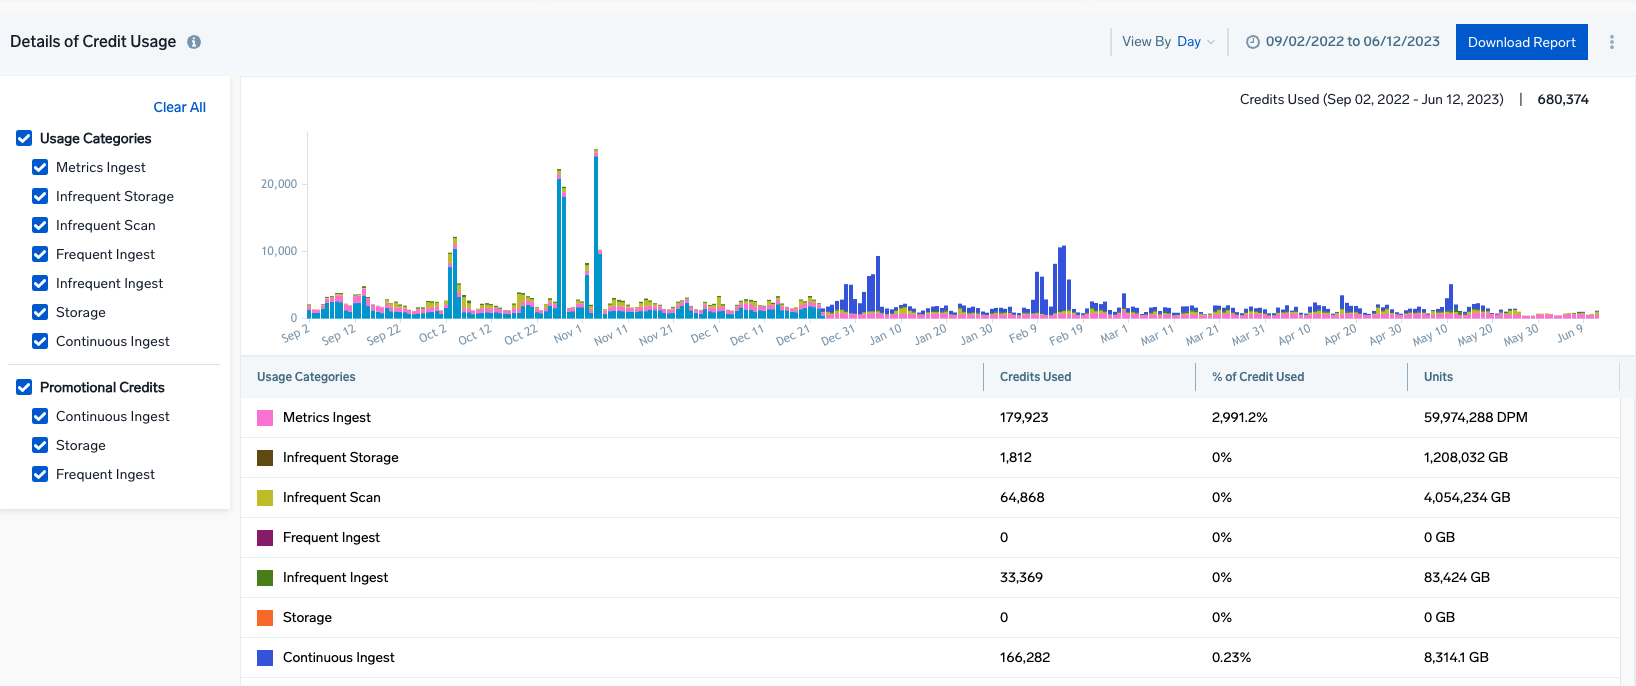 Details of Credit Usage
View By Day
09/02/2022 to 06/12/2023
Download Report
Clear All
Usage Categories
Metrics Ingest
Infrequent Storage
Infrequent Scan
Frequent Ingest
Infrequent Ingest
Storage
Continuous Ingest
Promotional Credits
Continuous Ingest
Storage
Frequent Ingest
Credits Used (Sep 02, 2022 - Jun 12, 2023) | 680,374
20,000
10,000
0
Sep 2 Sep 12 Sep 22 Oct 2 Oct 12 Oct 22 Nov 1 Nov 11 Nov 21 Dec 1 Dec 11 Dec 21 Dec 31 Jan 10 Jan 20 Jan 30 Feb 9 Feb 19 Mar 1 Mar 11 Mar 21 Mar 31 Apr 10 Apr 20 Apr 30 May 10 May 20 May 30 Jun 9
Usage Categories Credits Used % of Credit Used Units
Metrics Ingest 179,923 2,991.2% 59,974,288 DPM
Infrequent Storage 1,812 0% 1,208,032 GB
Infrequent Scan 64,868 0% 4,054,234 GB
Frequent Ingest 0 0% 0 GB
Infrequent Ingest 33,369 0% 83,424 GB
Storage 0 0% 0 GB
Continuous Ingest 166,282 0.23% 8,314.1 GB